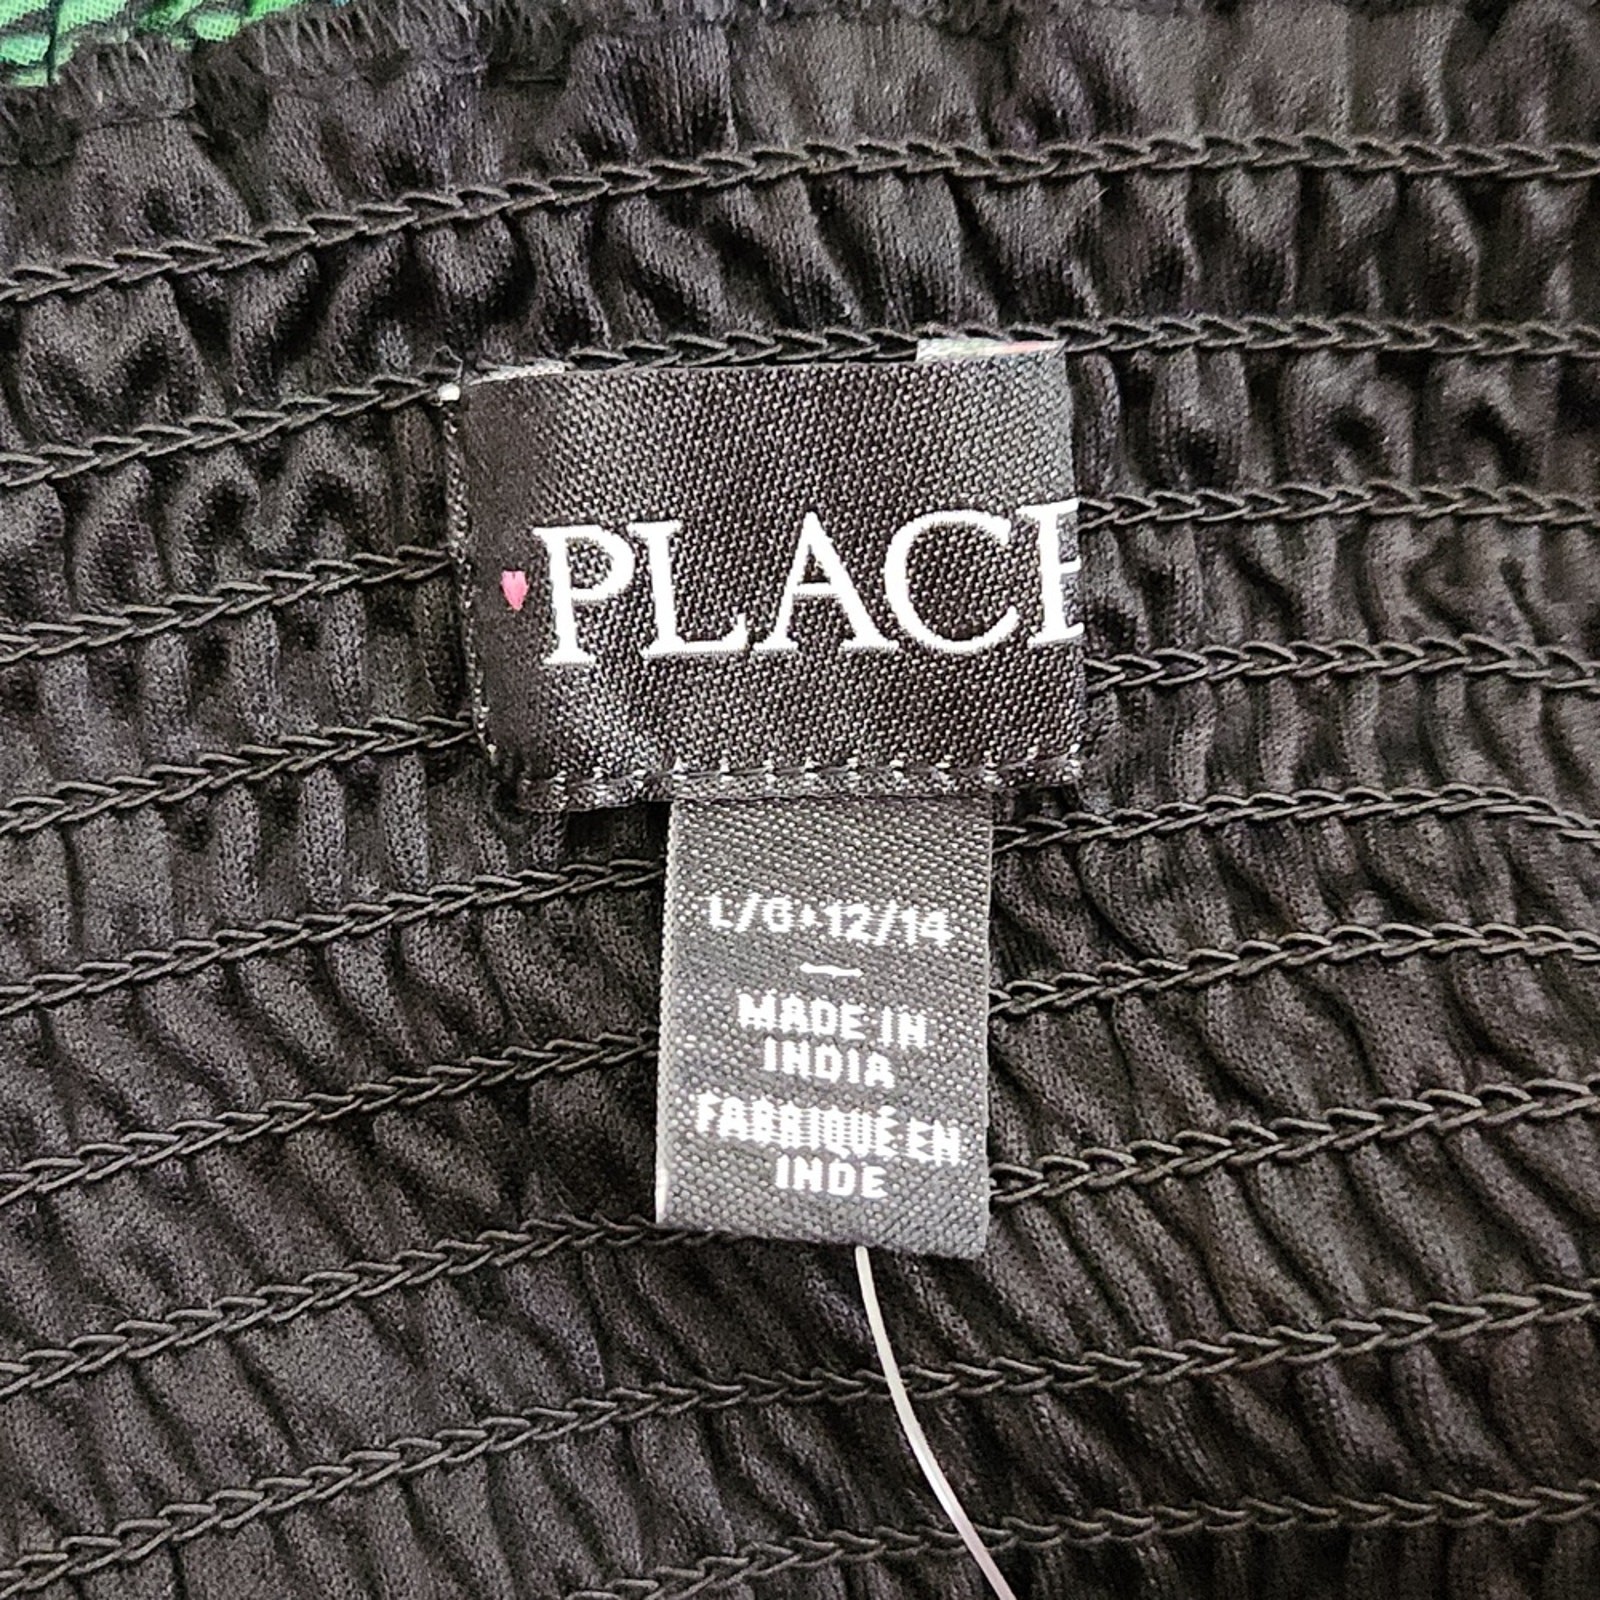 PLACE
L/G•12/14
MADE IN
INDIA
FABRIQUÉ EN
INDE